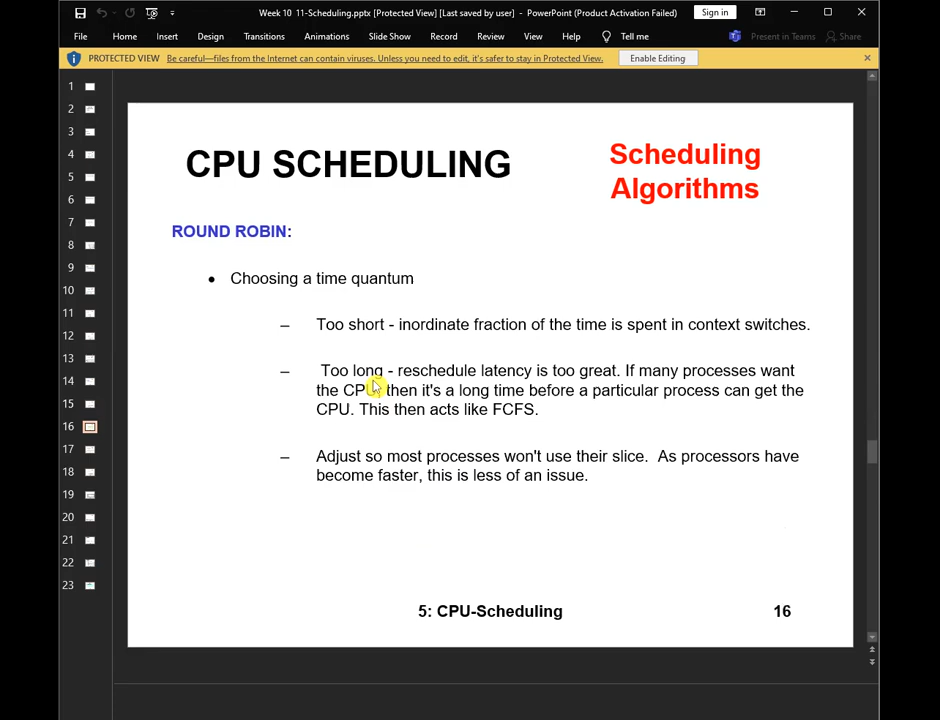 Week 10 11-Scheduling.pptx [Protected View] [Last saved by user] - PowerPoint (Product Activation Failed)
Sign in
File Home Insert Design Transitions Animations Slide Show Record Review View Help Tell me Present in Teams Share
PROTECTED VIEW Be careful—files from the Internet can contain viruses. Unless you need to edit, it's safer to stay in Protected View. Enable Editing
1
2
3
4
5
6
7
8
9
10
11
12
13
14
15
16
17
18
19
20
21
22
23
CPU SCHEDULING
Scheduling
Algorithms
ROUND ROBIN:
• Choosing a time quantum
– Too short - inordinate fraction of the time is spent in context switches.
– Too long - reschedule latency is too great. If many processes want
the CPU, then it's a long time before a particular process can get the
CPU. This then acts like FCFS.
– Adjust so most processes won't use their slice. As processors have
become faster, this is less of an issue.
5: CPU-Scheduling
16